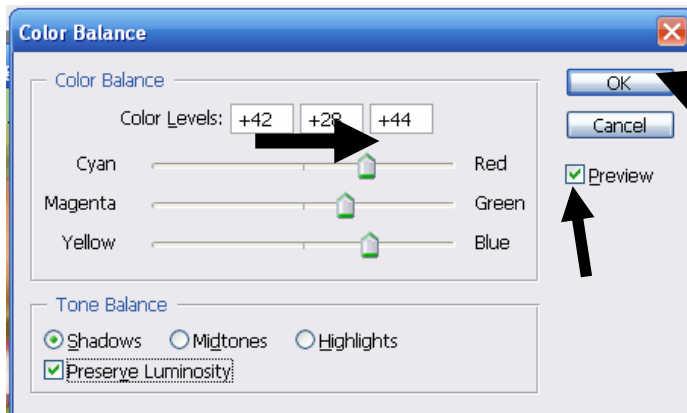 Color Balance
Color Balance
OK
Color Levels: +42 +28 +44
Cancel
Cyan Red
Preview
Magenta Green
Yellow Blue
Tone Balance
Shadows Midtones Highlights
Preserve Luminosity